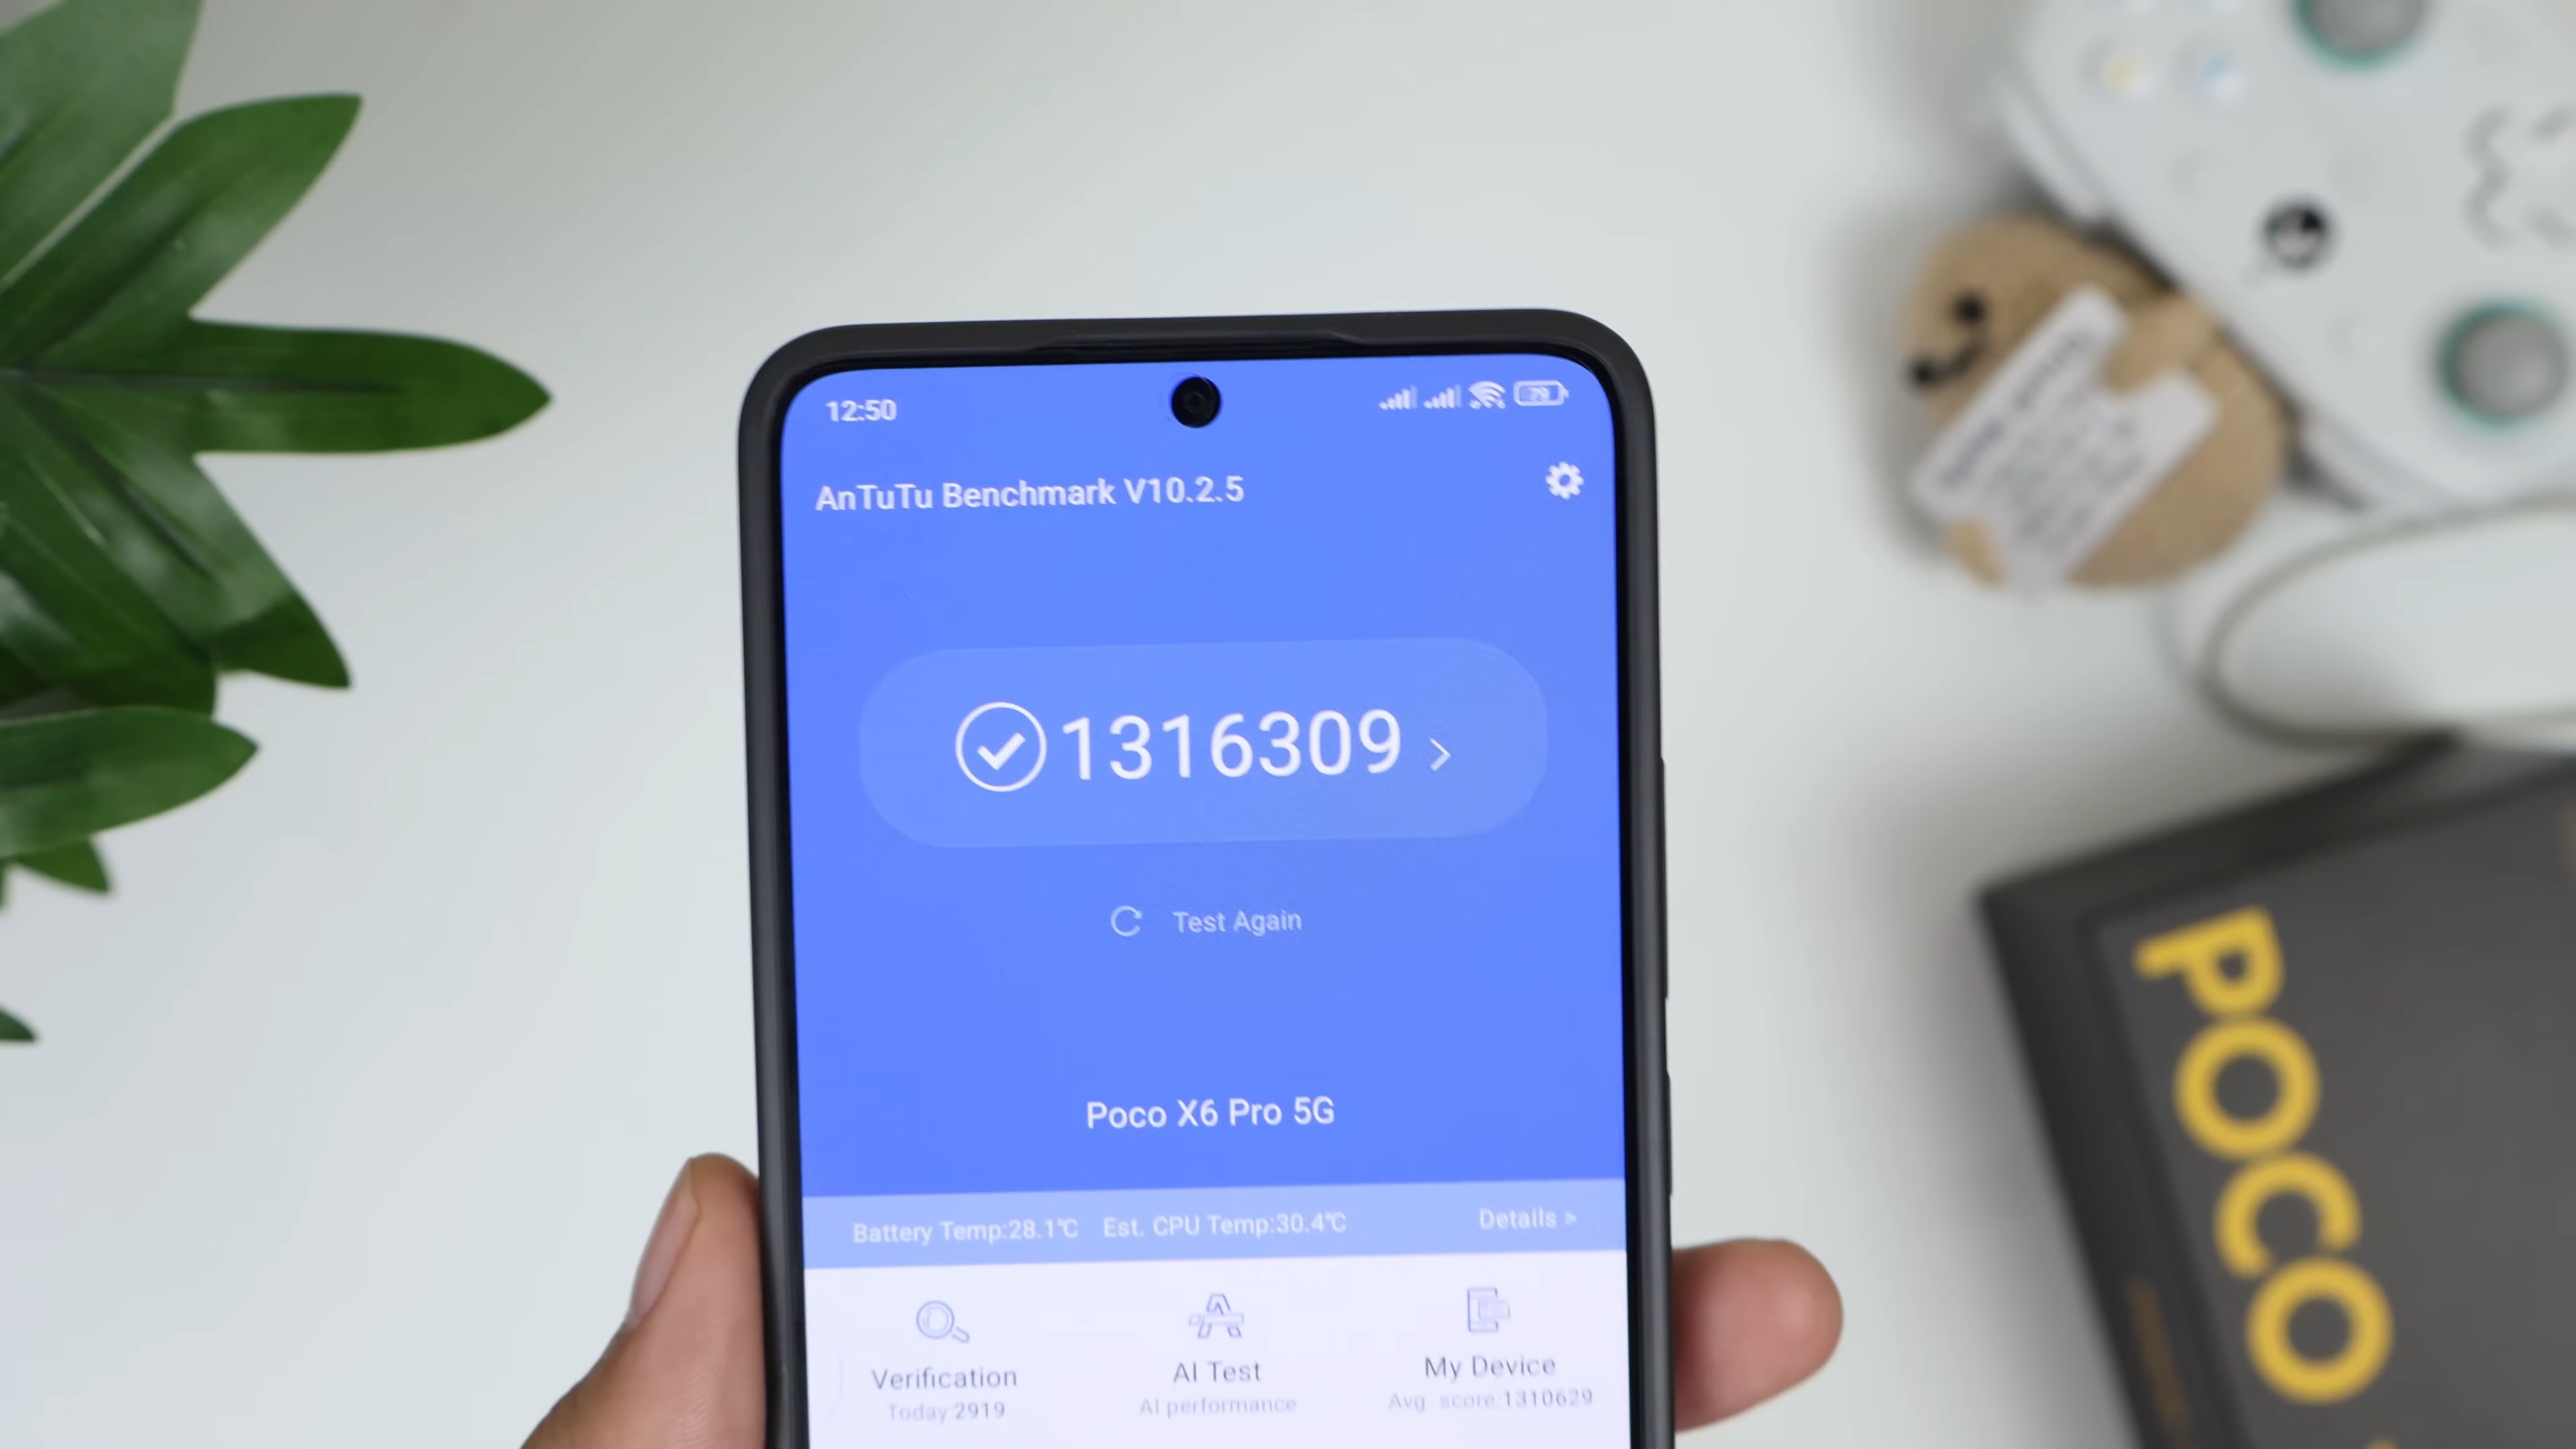 12:50
79
AnTuTu Benchmark V10.2.5
1316309
Test Again
Poco X6 Pro 5G
Battery Temp:28.1℃ Est. CPU Temp:30.4℃ Details >
Verification
Today:2919
AI Test
AI performance
My Device
Avg. score:1310629
POCO